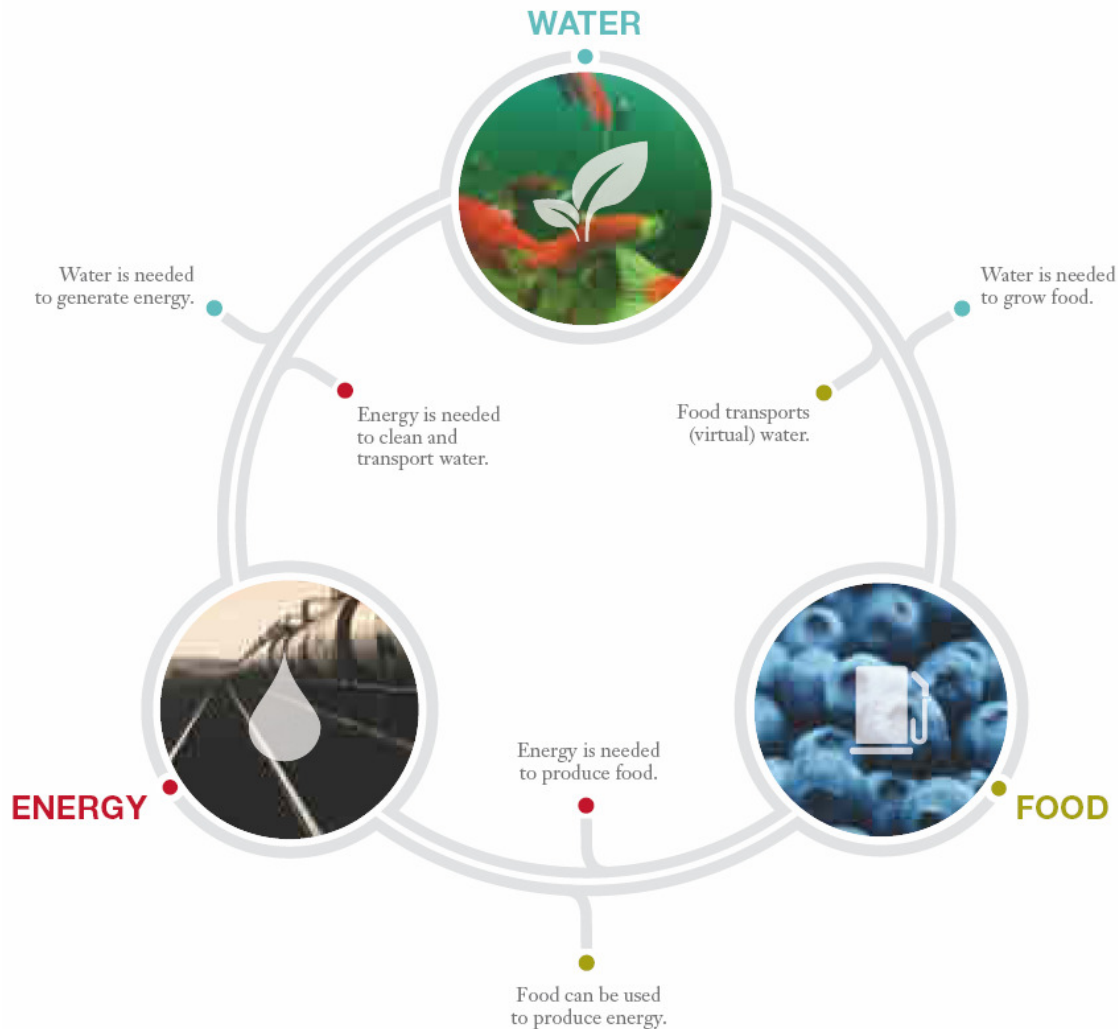 WATER
Water is needed
to generate energy.
Water is needed
to grow food.
Energy is needed
to clean and
transport water.
Food transports
(virtual) water.
ENERGY
Energy is needed
to produce food.
FOOD
Food can be used
to produce energy.